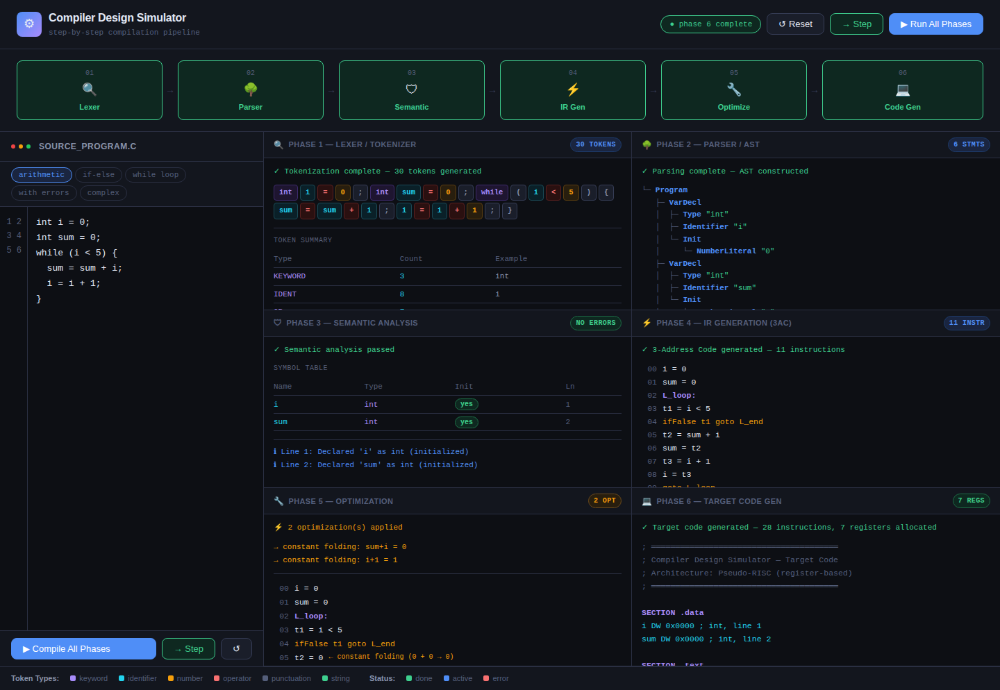 Compiler Design Simulator
step-by-step compilation pipeline
● phase 6 complete
↺ Reset
→ Step
▶ Run All Phases
01
Lexer
→
02
Parser
→
03
Semantic
→
04
IR Gen
→
05
Optimize
→
06
Code Gen
SOURCE_PROGRAM.C
arithmetic if-else while loop
with errors complex
1 2
3 4
5 6
int i = 0;
int sum = 0;
while (i < 5) {
sum = sum + i;
i = i + 1;
}
▶ Compile All Phases
→ Step
↺
PHASE 1 — LEXER / TOKENIZER
30 TOKENS
✓ Tokenization complete — 30 tokens generated
int i = 0 ; int sum = 0 ; while ( i < 5 ) {
sum = sum + i ; i = i + 1 ; }
TOKEN SUMMARY
Type Count Example
KEYWORD 3 int
IDENT 8 i
PHASE 2 — PARSER / AST
6 STMTS
✓ Parsing complete — AST constructed
└─ Program
├─ VarDecl
│ ├─ Type "int"
│ ├─ Identifier "i"
│ └─ Init
│ └─ NumberLiteral "0"
├─ VarDecl
│ ├─ Type "int"
│ ├─ Identifier "sum"
│ └─ Init
PHASE 3 — SEMANTIC ANALYSIS
NO ERRORS
✓ Semantic analysis passed
SYMBOL TABLE
Name Type Init Ln
i int yes 1
sum int yes 2
ℹ Line 1: Declared 'i' as int (initialized)
ℹ Line 2: Declared 'sum' as int (initialized)
PHASE 4 — IR GENERATION (3AC)
11 INSTR
✓ 3-Address Code generated — 11 instructions
00 i = 0
01 sum = 0
02 L_loop:
03 t1 = i < 5
04 ifFalse t1 goto L_end
05 t2 = sum + i
06 sum = t2
07 t3 = i + 1
08 i = t3
09 goto L_loop
PHASE 5 — OPTIMIZATION
2 OPT
⚡ 2 optimization(s) applied
→ constant folding: sum+i = 0
→ constant folding: i+1 = 1
00 i = 0
01 sum = 0
02 L_loop:
03 t1 = i < 5
04 ifFalse t1 goto L_end
05 t2 = 0 ← constant folding (0 + 0 → 0)
PHASE 6 — TARGET CODE GEN
7 REGS
✓ Target code generated — 28 instructions, 7 registers allocated
; ═══════════════════════════════════════
; Compiler Design Simulator — Target Code
; Architecture: Pseudo-RISC (register-based)
; ═══════════════════════════════════════
SECTION .data
i DW 0x0000 ; int, line 1
sum DW 0x0000 ; int, line 2
SECTION .text
Token Types: keyword identifier number operator punctuation string Status: done active error